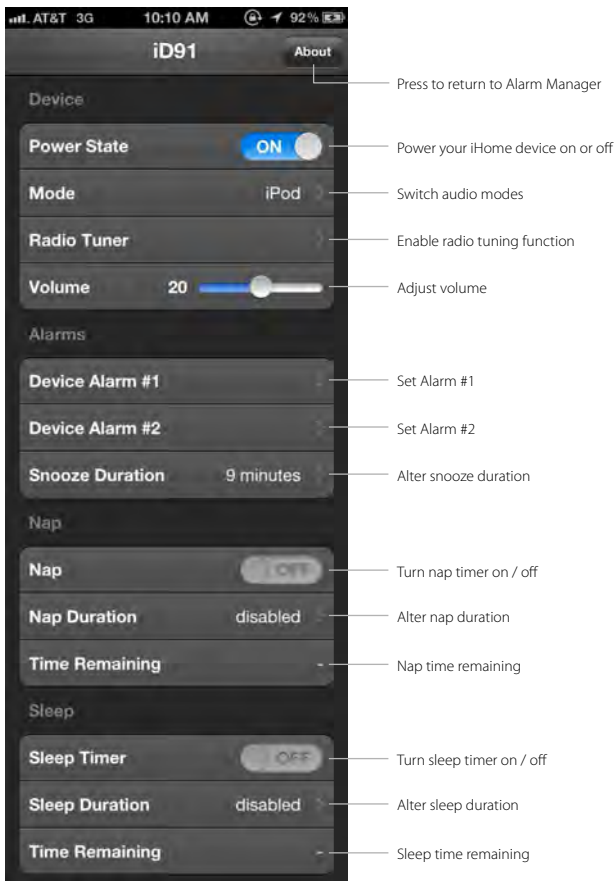 AT&T 3G 10:10 AM 92%
iD91 About
Press to return to Alarm Manager
Device
Power State ON Power your iHome device on or off
Mode iPod Switch audio modes
Radio Tuner Enable radio tuning function
Volume 20 Adjust volume
Alarms
Device Alarm #1 Set Alarm #1
Device Alarm #2 Set Alarm #2
Snooze Duration 9 minutes Alter snooze duration
Nap
Nap OFF Turn nap timer on / off
Nap Duration disabled Alter nap duration
Time Remaining - Nap time remaining
Sleep
Sleep Timer OFF Turn sleep timer on / off
Sleep Duration disabled Alter sleep duration
Time Remaining - Sleep time remaining